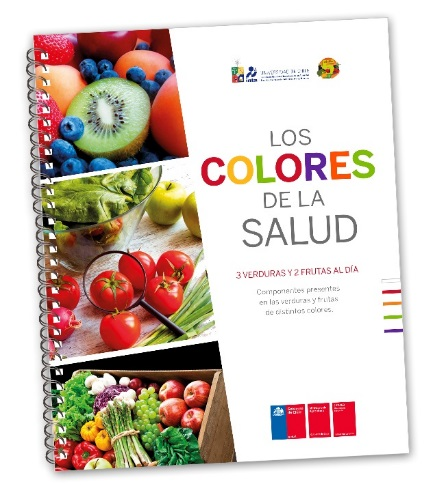 LOS
COLORES
DE LA
SALUD
3 VERDURAS Y 2 FRUTAS AL DÍA
Componentes presentes
en las verduras y frutas
de distintos colores.